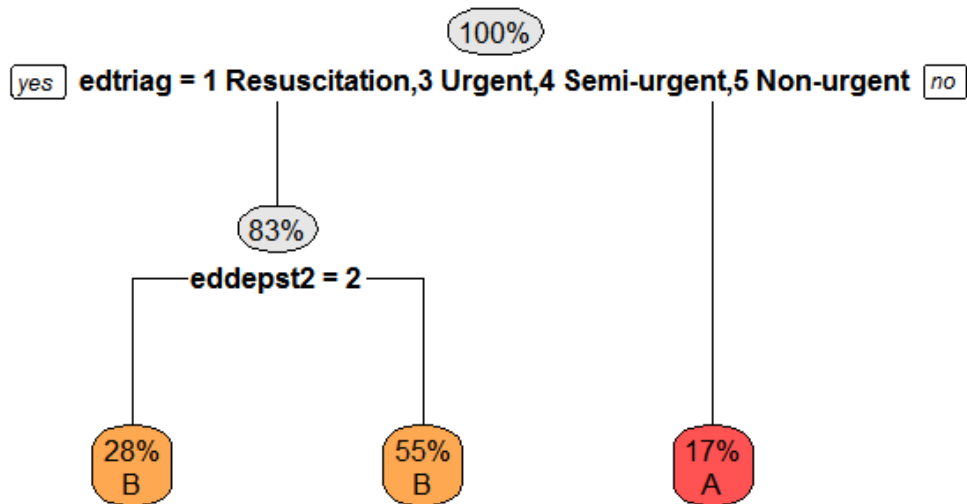 100%
yes edtriag = 1 Resuscitation,3 Urgent,4 Semi-urgent,5 Non-urgent no
83%
eddepst2 = 2
28%
B
55%
B
17%
A